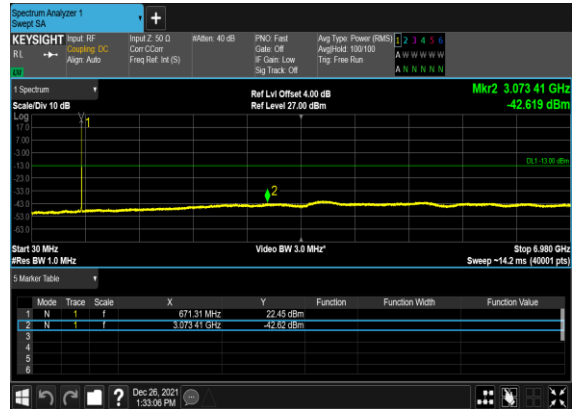 Spectrum Analyzer 1
Swept SA
+
KEYSIGHT Input: RF Input Z: 50 Ω #Atten: 40 dB PNO: Fast Avg Type: Power (RMS) 1 2 3 4 5 6
RL Coupling: DC Corr CCorr Gate: Off Avg|Hold: 100/100 A W W W W W
Align: Auto Freq Ref: Int (S) IF Gain: Low Trig: Free Run A N N N N N
Sig Track: Off
1 Spectrum Ref Lvl Offset 4.00 dB Mkr2 3.073 41 GHz
Scale/Div 10 dB Ref Level 27.00 dBm -42.619 dBm
Log
17.0 1
7.00
-3.00
-13.0 DL1 -13.00 dBm
-23.0
-33.0 2
-43.0
-53.0
-63.0
Start 30 MHz Video BW 3.0 MHz* Stop 6.980 GHz
#Res BW 1.0 MHz Sweep ~14.2 ms (40001 pts)
5 Marker Table
Mode Trace Scale X Y Function Function Width Function Value
1 N 1 f 671.31 MHz 22.45 dBm
2 N 1 f 3.073 41 GHz -42.62 dBm
3
4
5
6
? Dec 26, 2021
1:33:06 PM